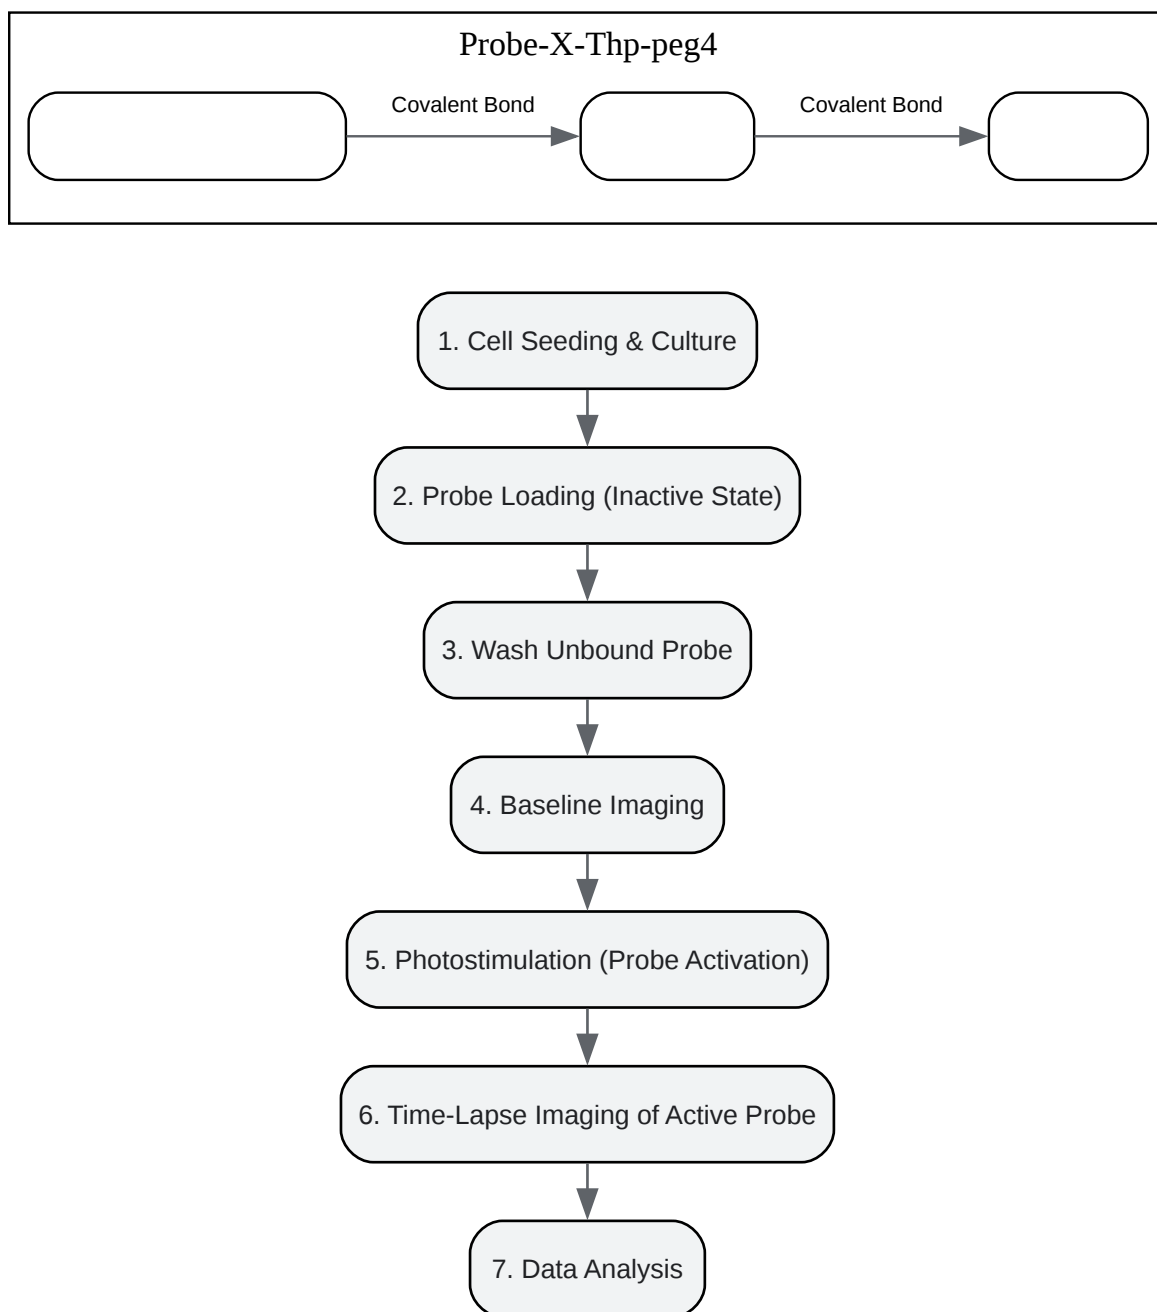 Probe-X-Thp-peg4
Covalent Bond
Covalent Bond
1. Cell Seeding & Culture
2. Probe Loading (Inactive State)
3. Wash Unbound Probe
4. Baseline Imaging
5. Photostimulation (Probe Activation)
6. Time-Lapse Imaging of Active Probe
7. Data Analysis